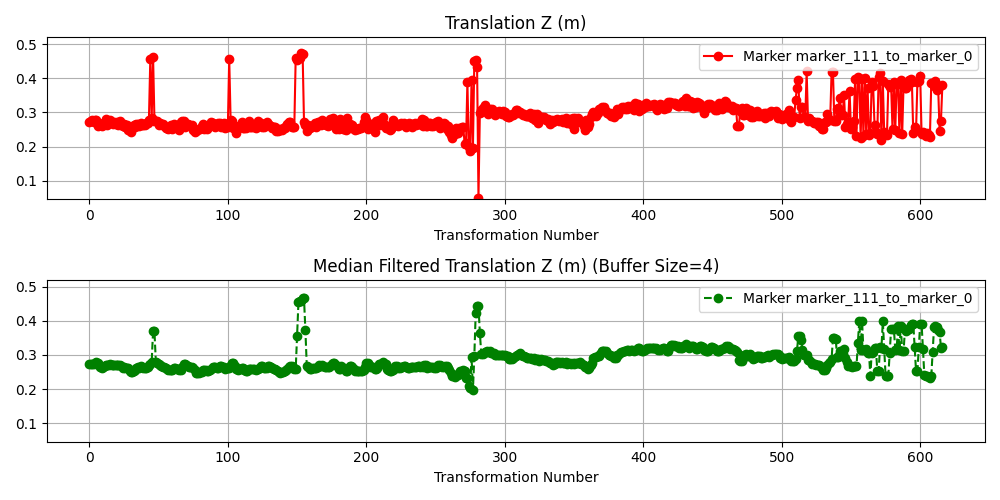 Translation Z (m)
0.5
0.4
0.3
0.2
0.1
Marker marker_111_to_marker_0
0 100 200 300 400 500 600
Transformation Number
Median Filtered Translation Z (m) (Buffer Size=4)
0.5
0.4
0.3
0.2
0.1
Marker marker_111_to_marker_0
0 100 200 300 400 500 600
Transformation Number